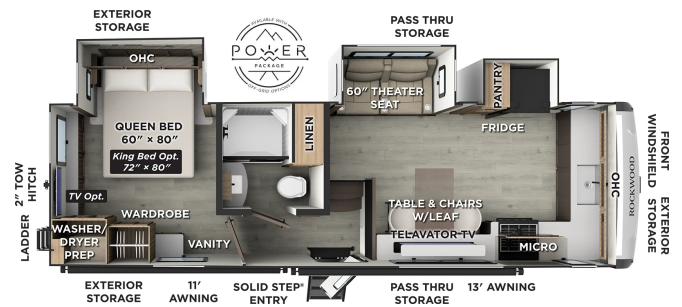 EXTERIOR
STORAGE
AVAILABLE WITH
POWER
PACKAGE
OFF-GRID OPTIONS
PASS THRU
STORAGE
OHC
60" THEATER
SEAT
PANTRY
FRIDGE
QUEEN BED
60" × 80"
King Bed Opt.
72" × 80"
LINEN
2" TOW
HITCH
LADDER
TV Opt.
WARDROBE
WASHER/
DRYER
PREP
VANITY
TABLE & CHAIRS
W/LEAF
TELAVATOR TV
MICRO
OHC
ROCKWOOD
FRONT
WINDSHIELD
EXTERIOR
STORAGE
EXTERIOR
STORAGE
11'
AWNING
SOLID STEP®
ENTRY
PASS THRU
STORAGE
13' AWNING